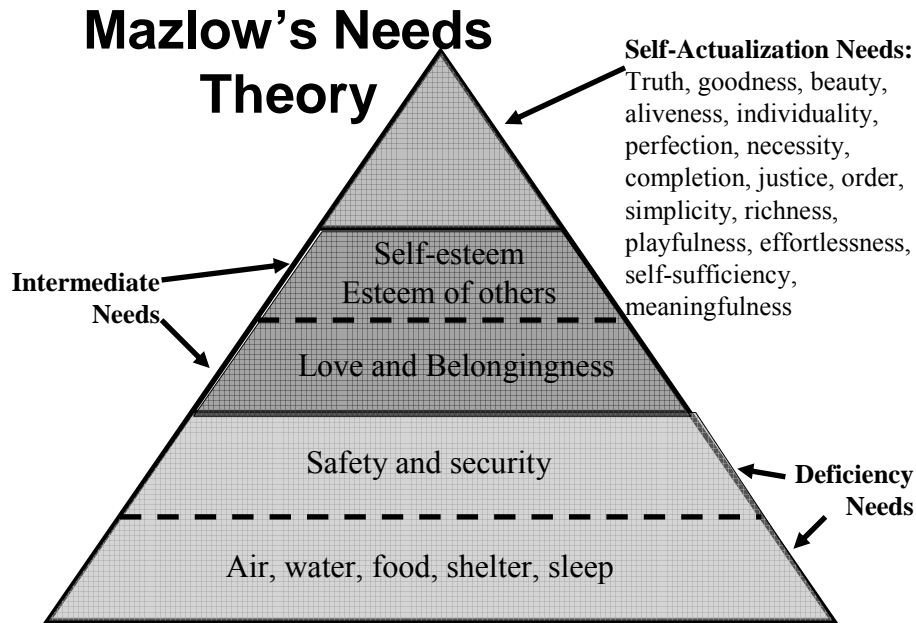 Mazlow's Needs
Theory
Self-Actualization Needs:
Truth, goodness, beauty,
aliveness, individuality,
perfection, necessity,
completion, justice, order,
simplicity, richness,
playfulness, effortlessness,
self-sufficiency,
meaningfulness
Intermediate
Needs
Self-esteem
Esteem of others
Love and Belongingness
Safety and security
Deficiency
Needs
Air, water, food, shelter, sleep